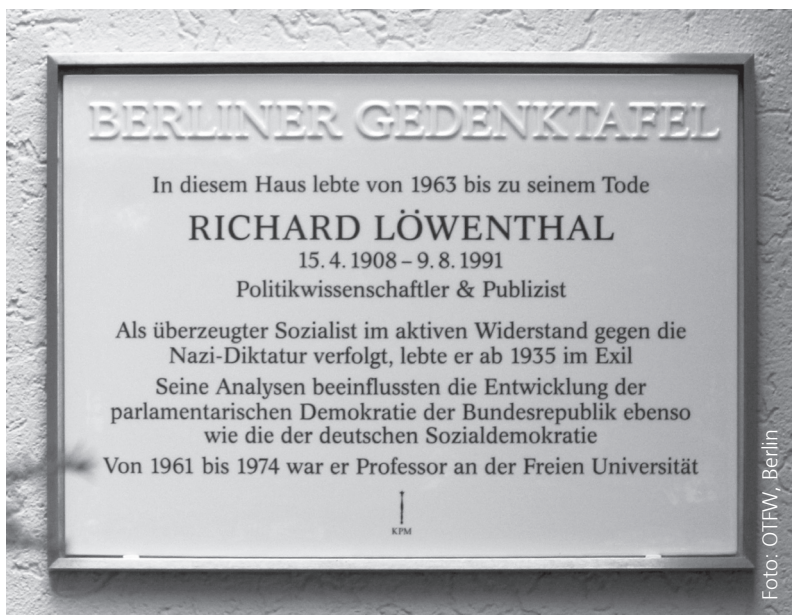 BERLINER GEDENKTAFEL
In diesem Haus lebte von 1963 bis zu seinem Tode
RICHARD LÖWENTHAL
15. 4. 1908 – 9. 8. 1991
Politikwissenschaftler & Publizist
Als überzeugter Sozialist im aktiven Widerstand gegen die
Nazi-Diktatur verfolgt, lebte er ab 1935 im Exil
Seine Analysen beeinflussten die Entwicklung der
parlamentarischen Demokratie der Bundesrepublik ebenso
wie die der deutschen Sozialdemokratie
Von 1961 bis 1974 war er Professor an der Freien Universität
KPM
Foto: OTFW, Berlin